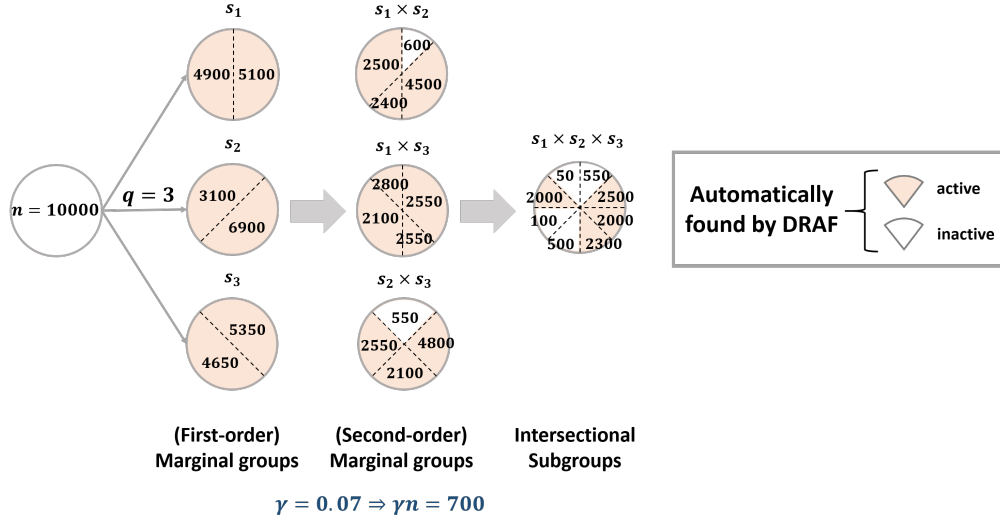 n = 10000
q = 3
s₁
4900 5100
s₂
3100
6900
s₃
5350
4650
s₁ × s₂
600
2500
4500
2400
s₁ × s₃
2800
2550
2100
2550
s₂ × s₃
550
2550 4800
2100
s₁ × s₂ × s₃
50 550
2000 2500
100 2000
500 2300
Automatically
found by DRAF
active
inactive
(First-order)
Marginal groups
(Second-order)
Marginal groups
Intersectional
Subgroups
γ = 0.07 ⇒ γn = 700